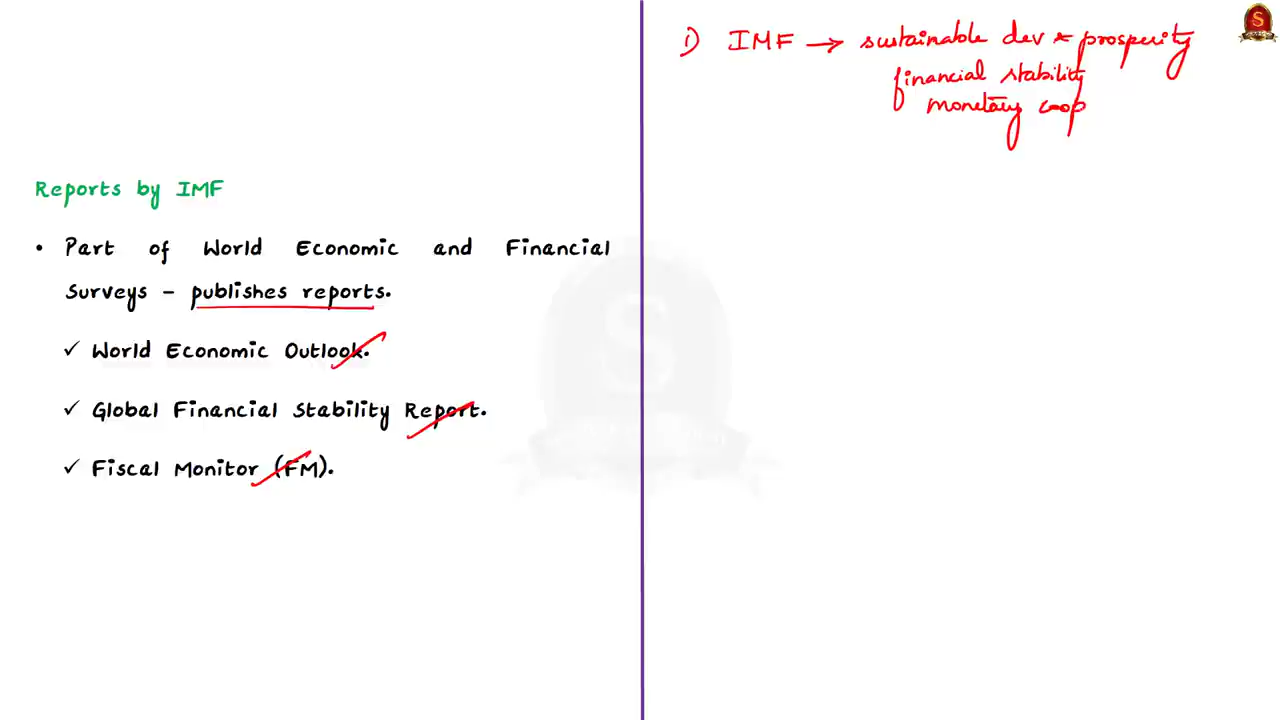 Reports by IMF
• Part of World Economic and Financial
Surveys - publishes reports.
✓ World Economic Outlook.
✓ Global Financial Stability Report.
✓ Fiscal Monitor (FM).
1) IMF → sustainable dev & prosperity
financial stability
monetary coop
S